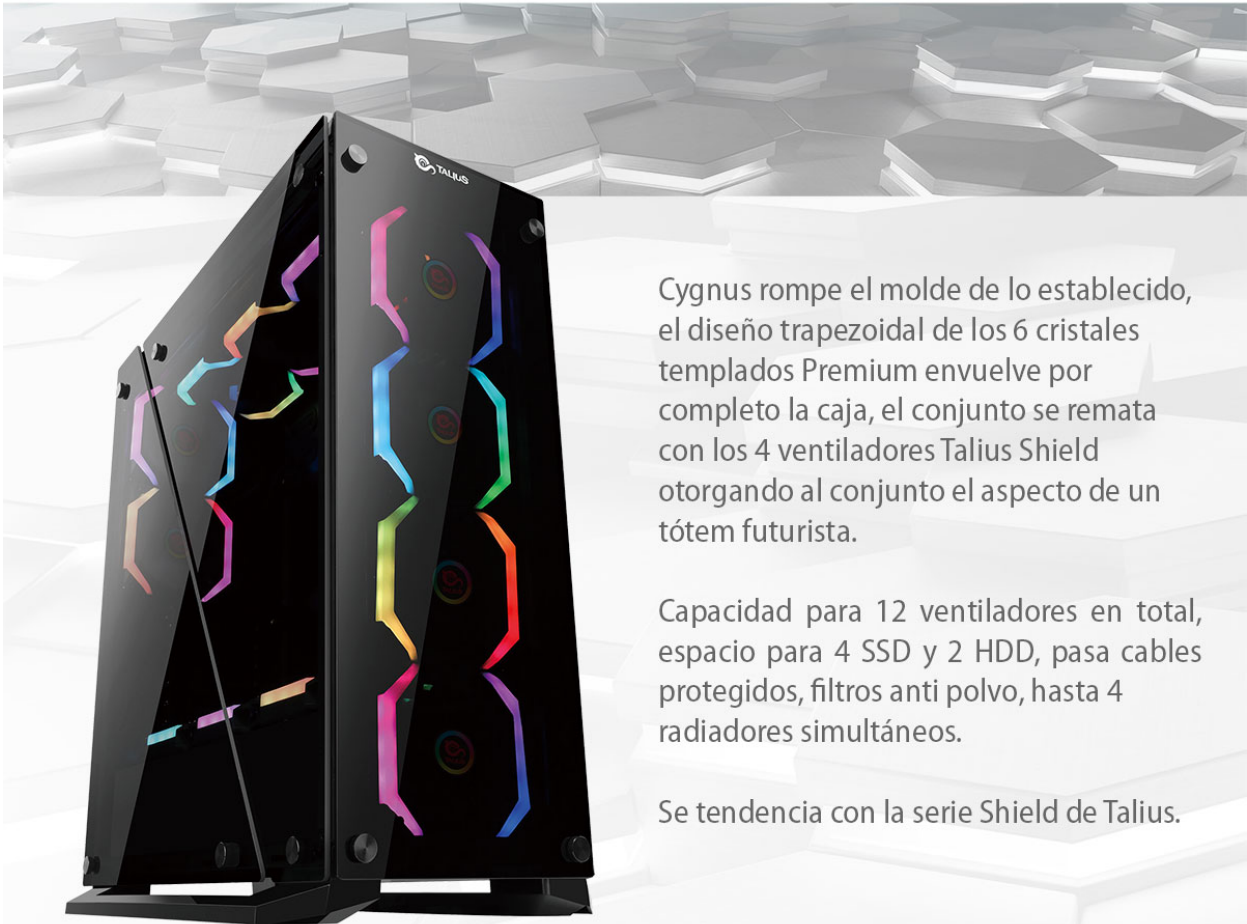 TALIUS
Cygnus rompe el molde de lo establecido,
el diseño trapezoidal de los 6 cristales
templados Premium envuelve por
completo la caja, el conjunto se remata
con los 4 ventiladores Talius Shield
otorgando al conjunto el aspecto de un
tótem futurista.
Capacidad para 12 ventiladores en total,
espacio para 4 SSD y 2 HDD, pasa cables
protegidos, filtros anti polvo, hasta 4
radiadores simultáneos.
Se tendencia con la serie Shield de Talius.